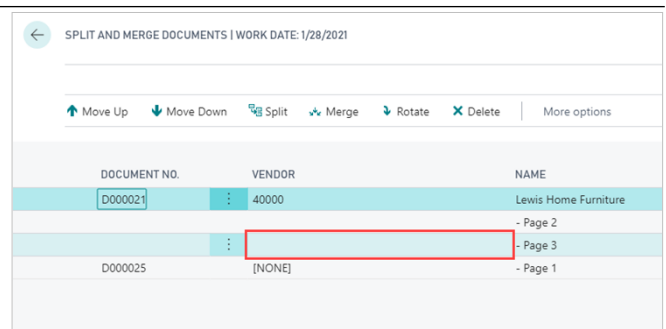 SPLIT AND MERGE DOCUMENTS | WORK DATE: 1/28/2021
Move Up Move Down Split Merge Rotate Delete More options
DOCUMENT NO. VENDOR NAME
D000021 40000 Lewis Home Furniture
- Page 2
- Page 3
D000025 [NONE] - Page 1